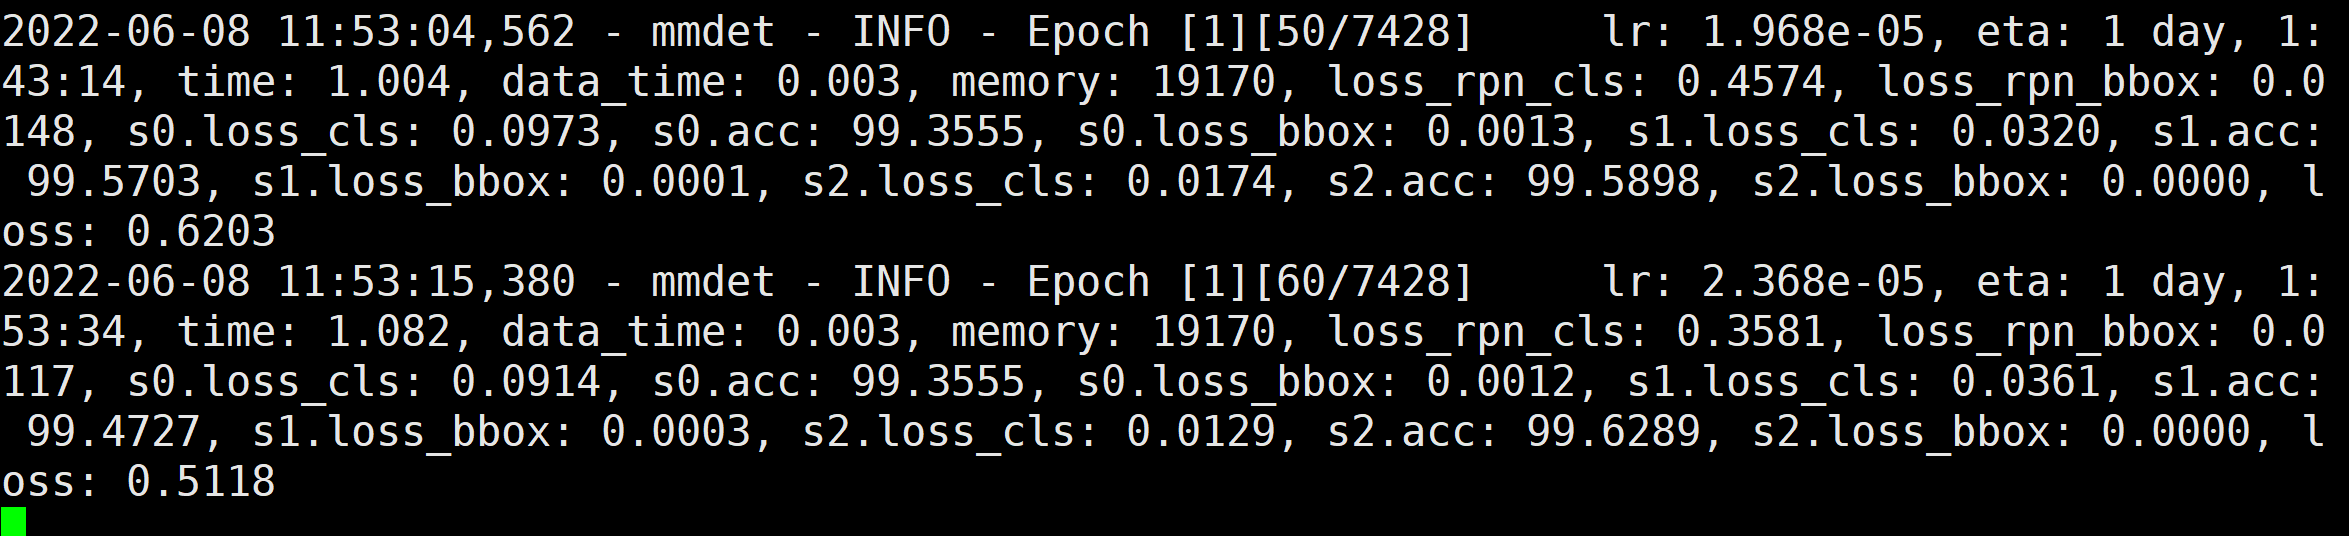 2022-06-08 11:53:04,562 - mmdet - INFO - Epoch [1][50/7428]     lr: 1.968e-05, eta: 1 day, 1:
43:14, time: 1.004, data_time: 0.003, memory: 19170, loss_rpn_cls: 0.4574, loss_rpn_bbox: 0.0
148, s0.loss_cls: 0.0973, s0.acc: 99.3555, s0.loss_bbox: 0.0013, s1.loss_cls: 0.0320, s1.acc:
 99.5703, s1.loss_bbox: 0.0001, s2.loss_cls: 0.0174, s2.acc: 99.5898, s2.loss_bbox: 0.0000, l
oss: 0.6203
2022-06-08 11:53:15,380 - mmdet - INFO - Epoch [1][60/7428]     lr: 2.368e-05, eta: 1 day, 1:
53:34, time: 1.082, data_time: 0.003, memory: 19170, loss_rpn_cls: 0.3581, loss_rpn_bbox: 0.0
117, s0.loss_cls: 0.0914, s0.acc: 99.3555, s0.loss_bbox: 0.0012, s1.loss_cls: 0.0361, s1.acc:
 99.4727, s1.loss_bbox: 0.0003, s2.loss_cls: 0.0129, s2.acc: 99.6289, s2.loss_bbox: 0.0000, l
oss: 0.5118